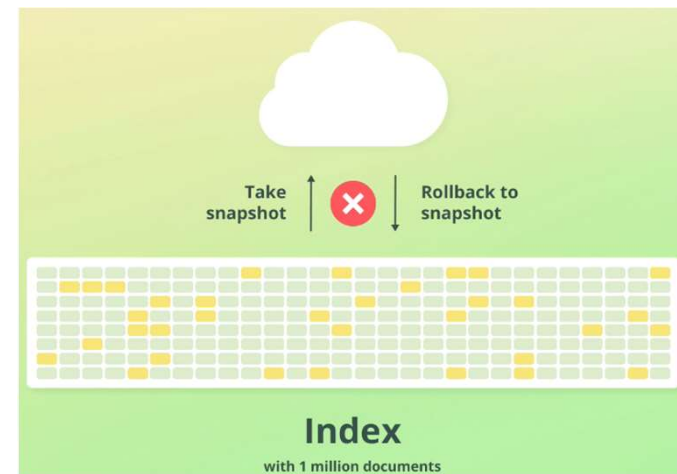 Take
snapshot
Rollback to
snapshot
Index
with 1 million documents